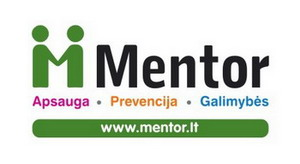 Mentor
Apsauga • Prevencija • Galimybės
www.mentor.lt